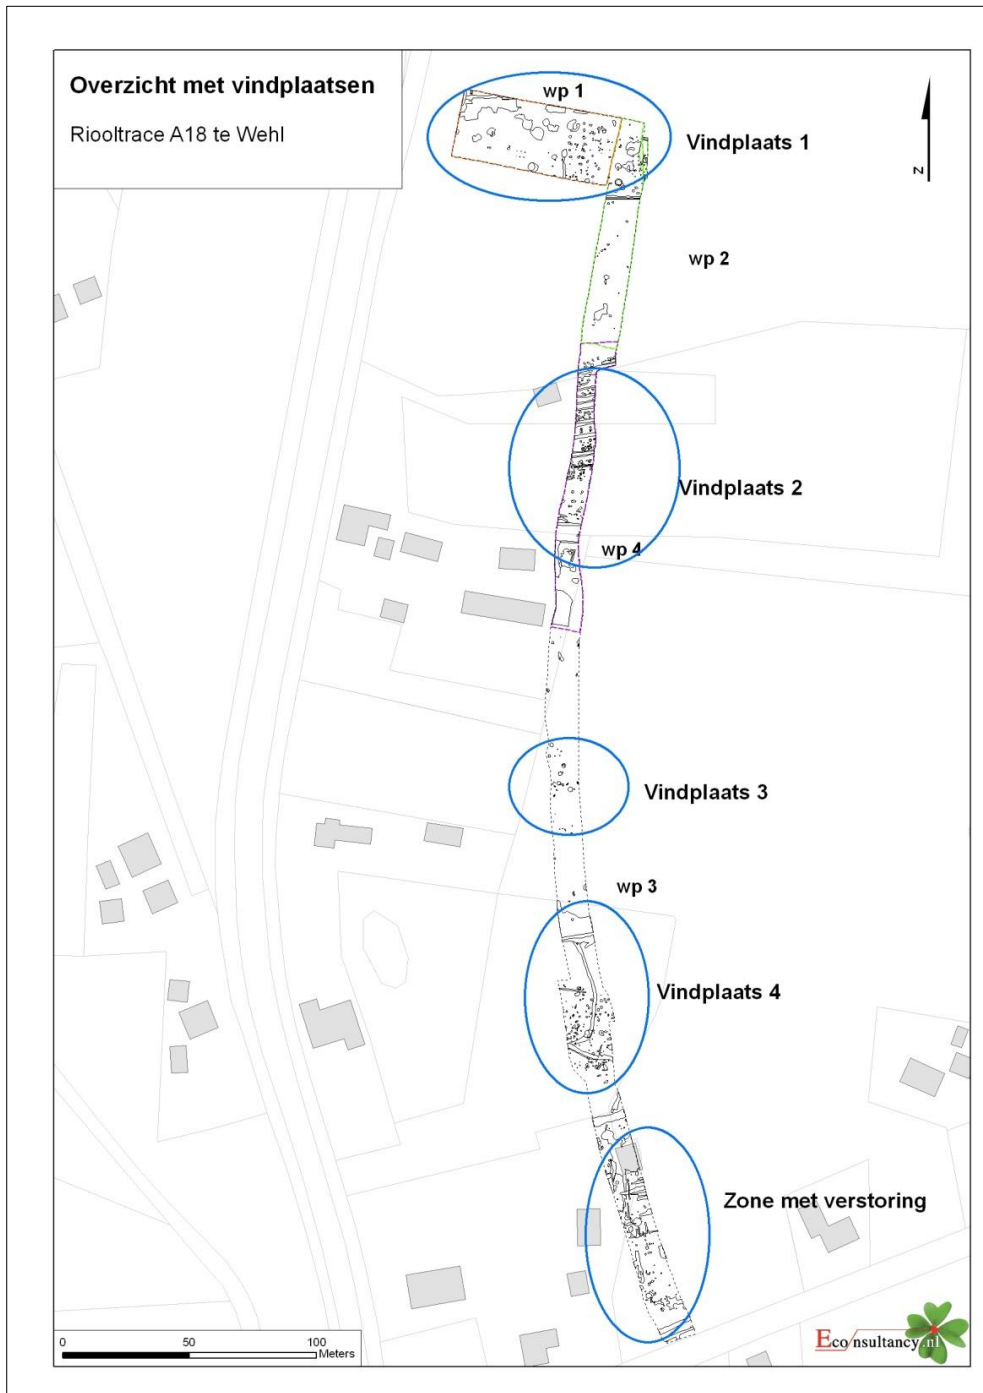 Overzicht met vindplaatsen
Riooltrace A18 te Wehl
wp 1
Vindplaats 1
N
wp 2
Vindplaats 2
wp 4
Vindplaats 3
wp 3
Vindplaats 4
Zone met verstoring
0 50 100
Meters
Econsultancy.nl